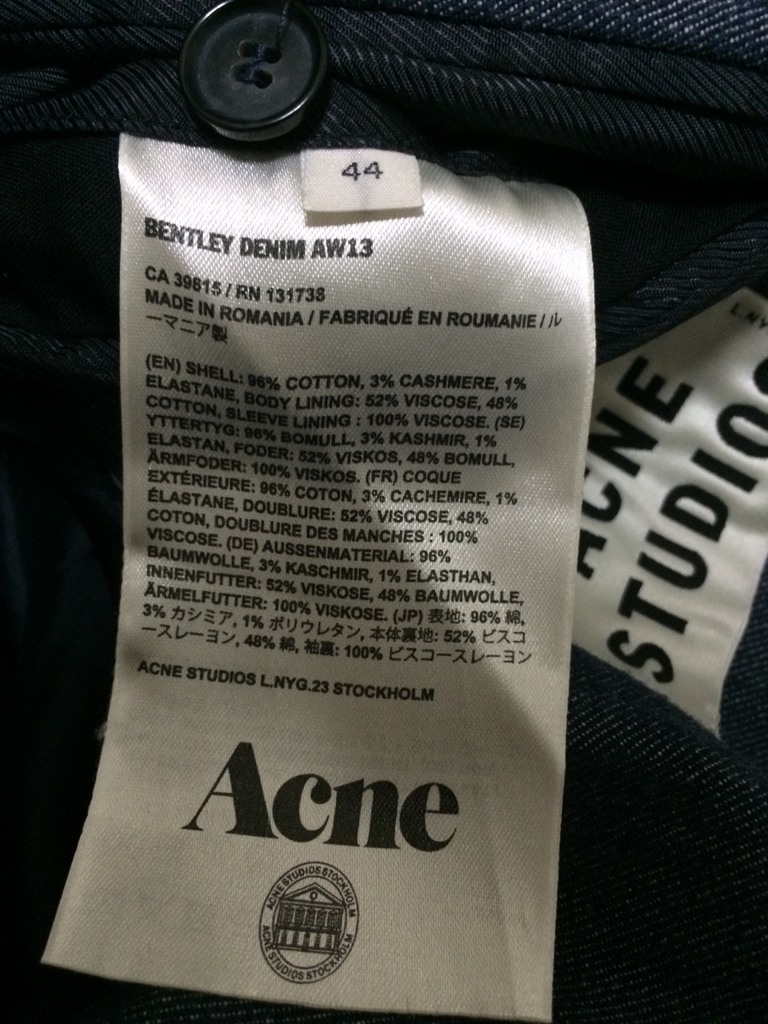 44
BENTLEY DENIM AW13
CA 39815 / RN 131738
MADE IN ROMANIA / FABRIQUÉ EN ROUMANIE / ル
ーマニア製
(EN) SHELL: 96% COTTON, 3% CASHMERE, 1%
ELASTANE, BODY LINING: 52% VISCOSE, 48%
COTTON, SLEEVE LINING : 100% VISCOSE. (SE)
YTTERTYG: 96% BOMULL, 3% KASHMIR, 1%
ELASTAN, FODER: 52% VISKOS, 48% BOMULL,
ÄRMFODER: 100% VISKOS. (FR) COQUE
EXTÉRIEURE: 96% COTON, 3% CACHEMIRE, 1%
ÉLASTANE, DOUBLURE: 52% VISCOSE, 48%
COTON, DOUBLURE DES MANCHES : 100%
VISCOSE. (DE) AUSSENMATERIAL: 96%
BAUMWOLLE, 3% KASCHMIR, 1% ELASTHAN,
INNENFUTTER: 52% VISKOSE, 48% BAUMWOLLE,
ÄRMELFUTTER: 100% VISKOSE. (JP) 表地: 96% 綿,
3% カシミア, 1% ポリウレタン, 本体裏地: 52% ビスコ
ースレーヨン, 48% 綿, 袖裏: 100% ビスコースレーヨン
ACNE STUDIOS L.NYG.23 STOCKHOLM
Acne
ACNE STUDIOS STOCKHOLM
ACNE STUDIOS STOCKHOLM
L.NY
ACNE
STUDIOS